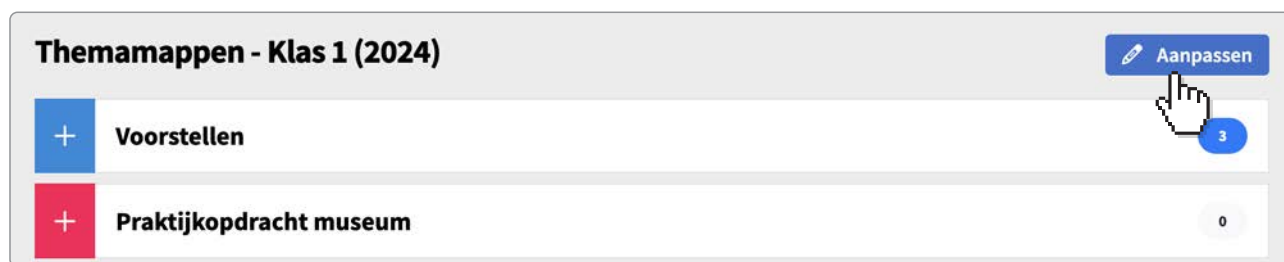 Themamappen - Klas 1 (2024)
Aanpassen
+ Voorstellen 3
+ Praktijkopdracht museum 0